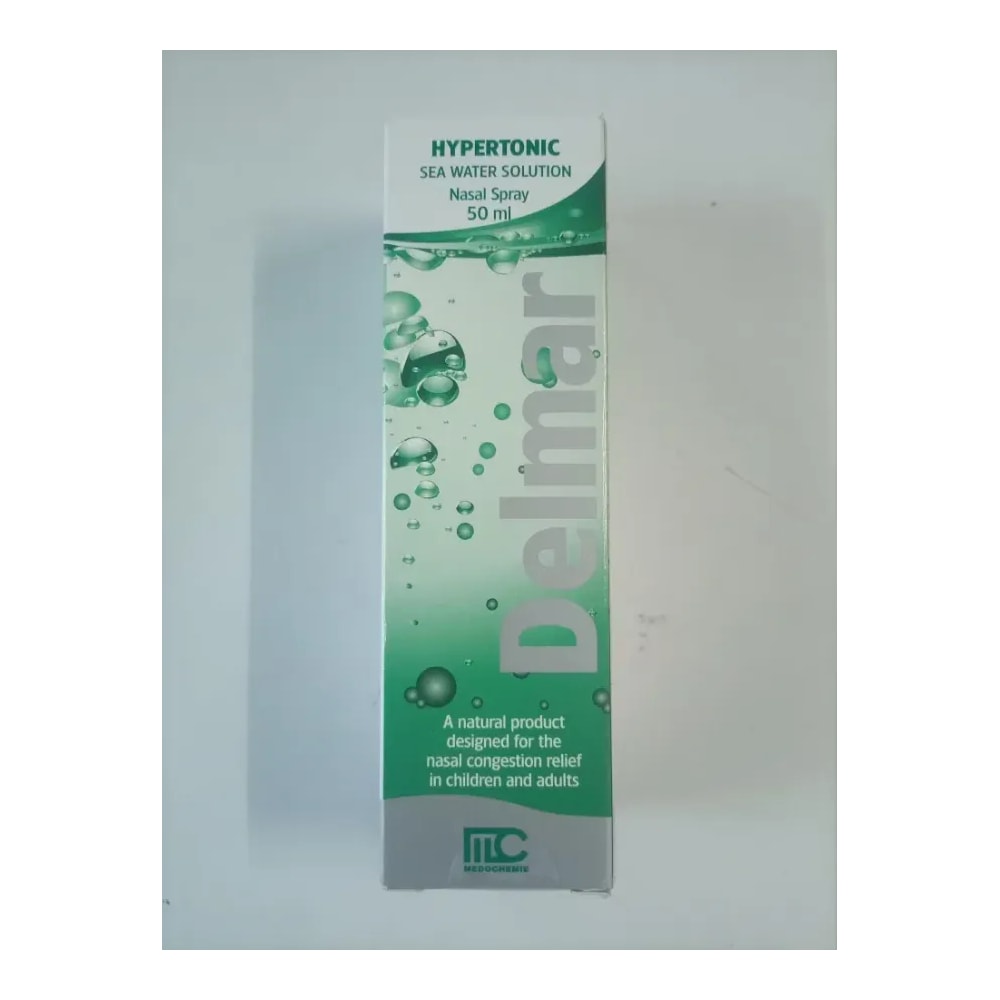 HYPERTONIC
SEA WATER SOLUTION
Nasal Spray
50 ml
Delmar
A natural product
designed for the
nasal congestion relief
in children and adults
MC
MEDOCHEMIE